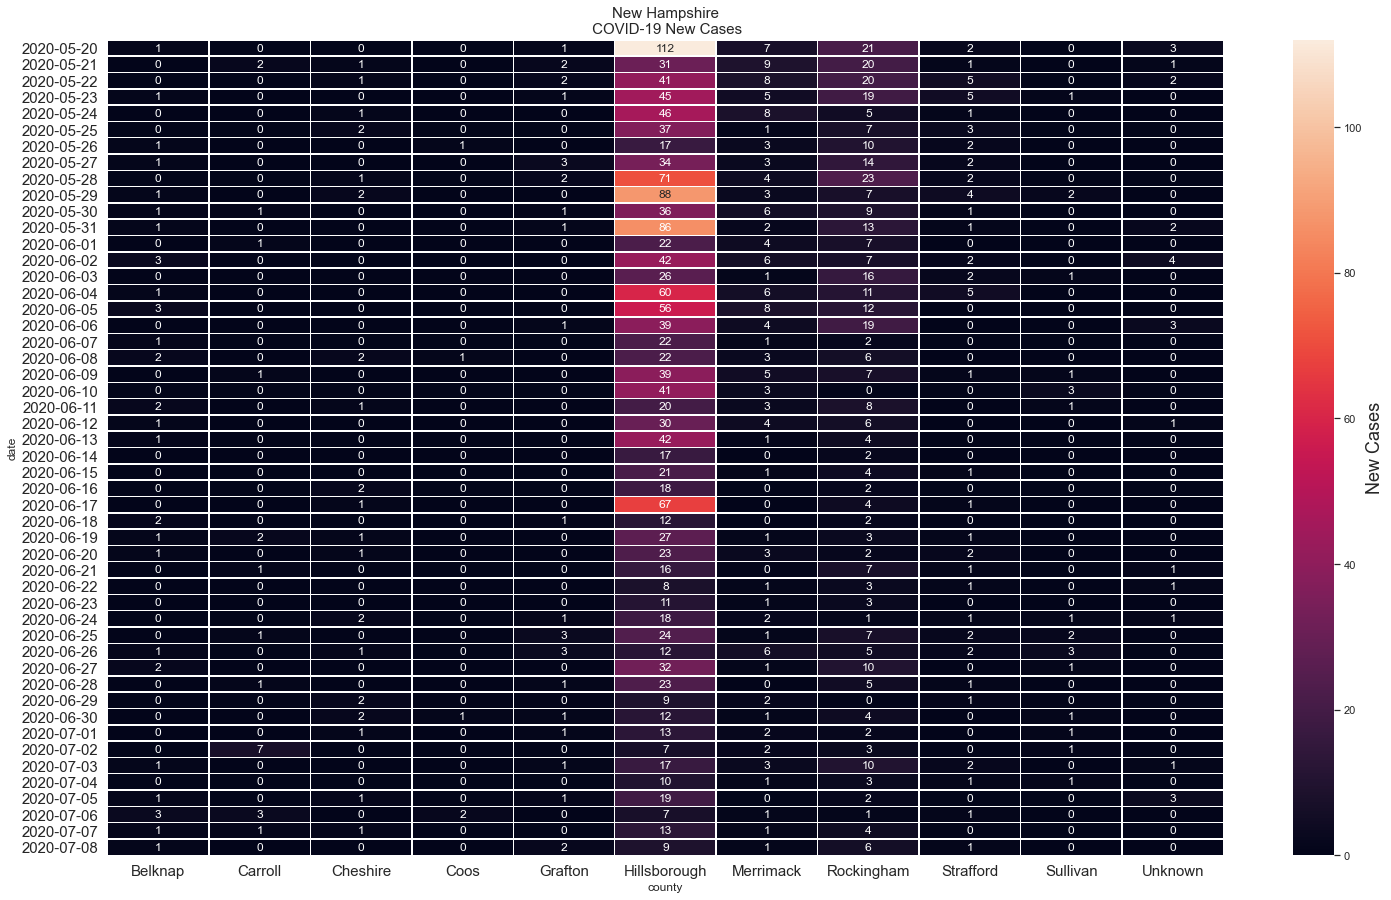 New Hampshire
COVID-19 New Cases
2020-05-20 1 0 0 0 1 112 7 21 2 0 3
2020-05-21 0 2 1 0 2 31 9 20 1 0 1
2020-05-22 0 0 1 0 2 41 8 20 5 0 2
2020-05-23 1 0 0 0 1 45 5 19 5 1 0
2020-05-24 0 0 1 0 0 46 8 5 1 0 0
2020-05-25 0 0 2 0 0 37 1 7 3 0 0
2020-05-26 1 0 0 1 0 17 3 10 2 0 0
2020-05-27 1 0 0 0 3 34 3 14 2 0 0
2020-05-28 0 0 1 0 2 71 4 23 2 0 0
2020-05-29 1 0 2 0 0 88 3 7 4 2 0
2020-05-30 1 1 0 0 1 36 6 9 1 0 0
2020-05-31 1 0 0 0 1 86 2 13 1 0 2
2020-06-01 0 1 0 0 0 22 4 7 0 0 0
2020-06-02 3 0 0 0 0 42 6 7 2 0 4
2020-06-03 0 0 0 0 0 26 1 16 2 1 0
2020-06-04 1 0 0 0 0 60 6 11 5 0 0
2020-06-05 3 0 0 0 0 56 8 12 0 0 0
2020-06-06 0 0 0 0 1 39 4 19 0 0 3
2020-06-07 1 0 0 0 0 22 1 2 0 0 0
2020-06-08 2 0 2 1 0 22 3 6 0 0 0
2020-06-09 0 1 0 0 0 39 5 7 1 1 0
2020-06-10 0 0 0 0 0 41 3 0 0 3 0
2020-06-11 2 0 1 0 0 20 3 8 0 1 0
2020-06-12 1 0 0 0 0 30 4 6 0 0 1
2020-06-13 1 0 0 0 0 42 1 4 0 0 0
2020-06-14 0 0 0 0 0 17 0 2 0 0 0
2020-06-15 0 0 0 0 0 21 1 4 1 0 0
2020-06-16 0 0 2 0 0 18 0 2 0 0 0
2020-06-17 0 0 1 0 0 67 0 4 1 0 0
2020-06-18 2 0 0 0 1 12 0 2 0 0 0
2020-06-19 1 2 1 0 0 27 1 3 1 0 0
2020-06-20 1 0 1 0 0 23 3 2 2 0 0
2020-06-21 0 1 0 0 0 16 0 7 1 0 1
2020-06-22 0 0 0 0 0 8 1 3 1 0 1
2020-06-23 0 0 0 0 0 11 1 3 0 0 0
2020-06-24 0 0 2 0 1 18 2 1 1 1 1
2020-06-25 0 1 0 0 3 24 1 7 2 2 0
2020-06-26 1 0 1 0 3 12 6 5 2 3 0
2020-06-27 2 0 0 0 0 32 1 10 0 1 0
2020-06-28 0 1 0 0 1 23 0 5 1 0 0
2020-06-29 0 0 2 0 0 9 2 0 1 0 0
2020-06-30 0 0 2 1 1 12 1 4 0 1 0
2020-07-01 0 0 1 0 1 13 2 2 0 1 0
2020-07-02 0 7 0 0 0 7 2 3 0 1 0
2020-07-03 1 0 0 0 1 17 3 10 2 0 1
2020-07-04 0 0 0 0 0 10 1 3 1 1 0
2020-07-05 1 0 1 0 1 19 0 2 0 0 3
2020-07-06 3 3 0 2 0 7 1 1 1 0 0
2020-07-07 1 1 1 0 0 13 1 4 0 0 0
2020-07-08 1 0 0 0 2 9 1 6 1 0 0
Belknap Carroll Cheshire Coos Grafton Hillsborough Merrimack Rockingham Strafford Sullivan Unknown
county
date
100
80
60
40
20
0
New Cases